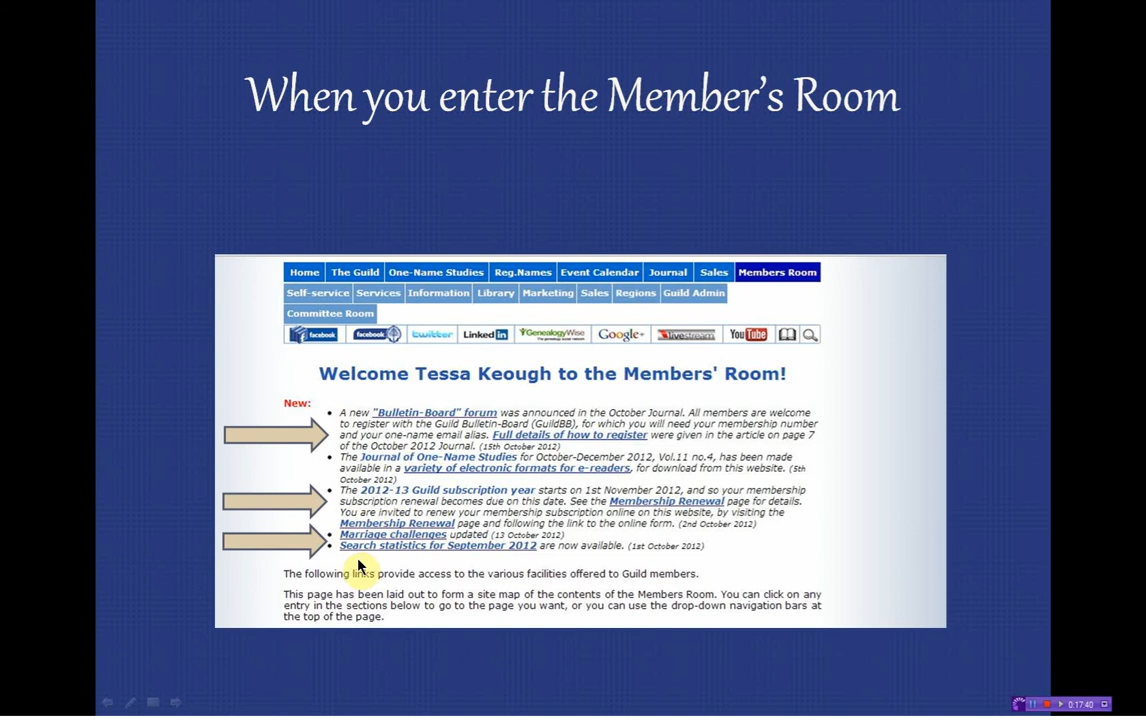 When you enter the Member's Room
Home The Guild One-Name Studies Reg.Names Event Calendar Journal Sales Members Room
Self-service Services Information Library Marketing Sales Regions Guild Admin
Committee Room
facebook facebook twitter Linked in GenealogyWise Google+ livestream YouTube
Welcome Tessa Keough to the Members' Room!
New:
• A new "Bulletin-Board" forum was announced in the October Journal. All members are welcome
to register with the Guild Bulletin-Board (GuildBB), for which you will need your membership
number and your one-name email alias. Full details of how to register were given in the article on page 7
of the October 2012 Journal. (15th October 2012)
• The Journal of One-Name Studies for October-December 2012, Vol.11 no.4, has been made
available in a variety of electronic formats for e-readers, for download from this website. (5th
October 2012)
• The 2012-13 Guild subscription year starts on 1st November 2012, and so your membership
subscription renewal becomes due on this date. See the Membership Renewal page for details.
You are invited to renew your membership subscription online on this website, by visiting the
Membership Renewal page and following the link to the online form. (2nd October 2012)
• Marriage challenges updated (13 October 2012)
• Search statistics for September 2012 are now available. (1st October 2012)
The following links provide access to the various facilities offered to Guild members.
This page has been laid out to form a site map of the contents of the Members Room. You can click on any
entry in the sections below to go to the page you want, or you can use the drop-down navigation bars at
the top of the page.
0:17:40